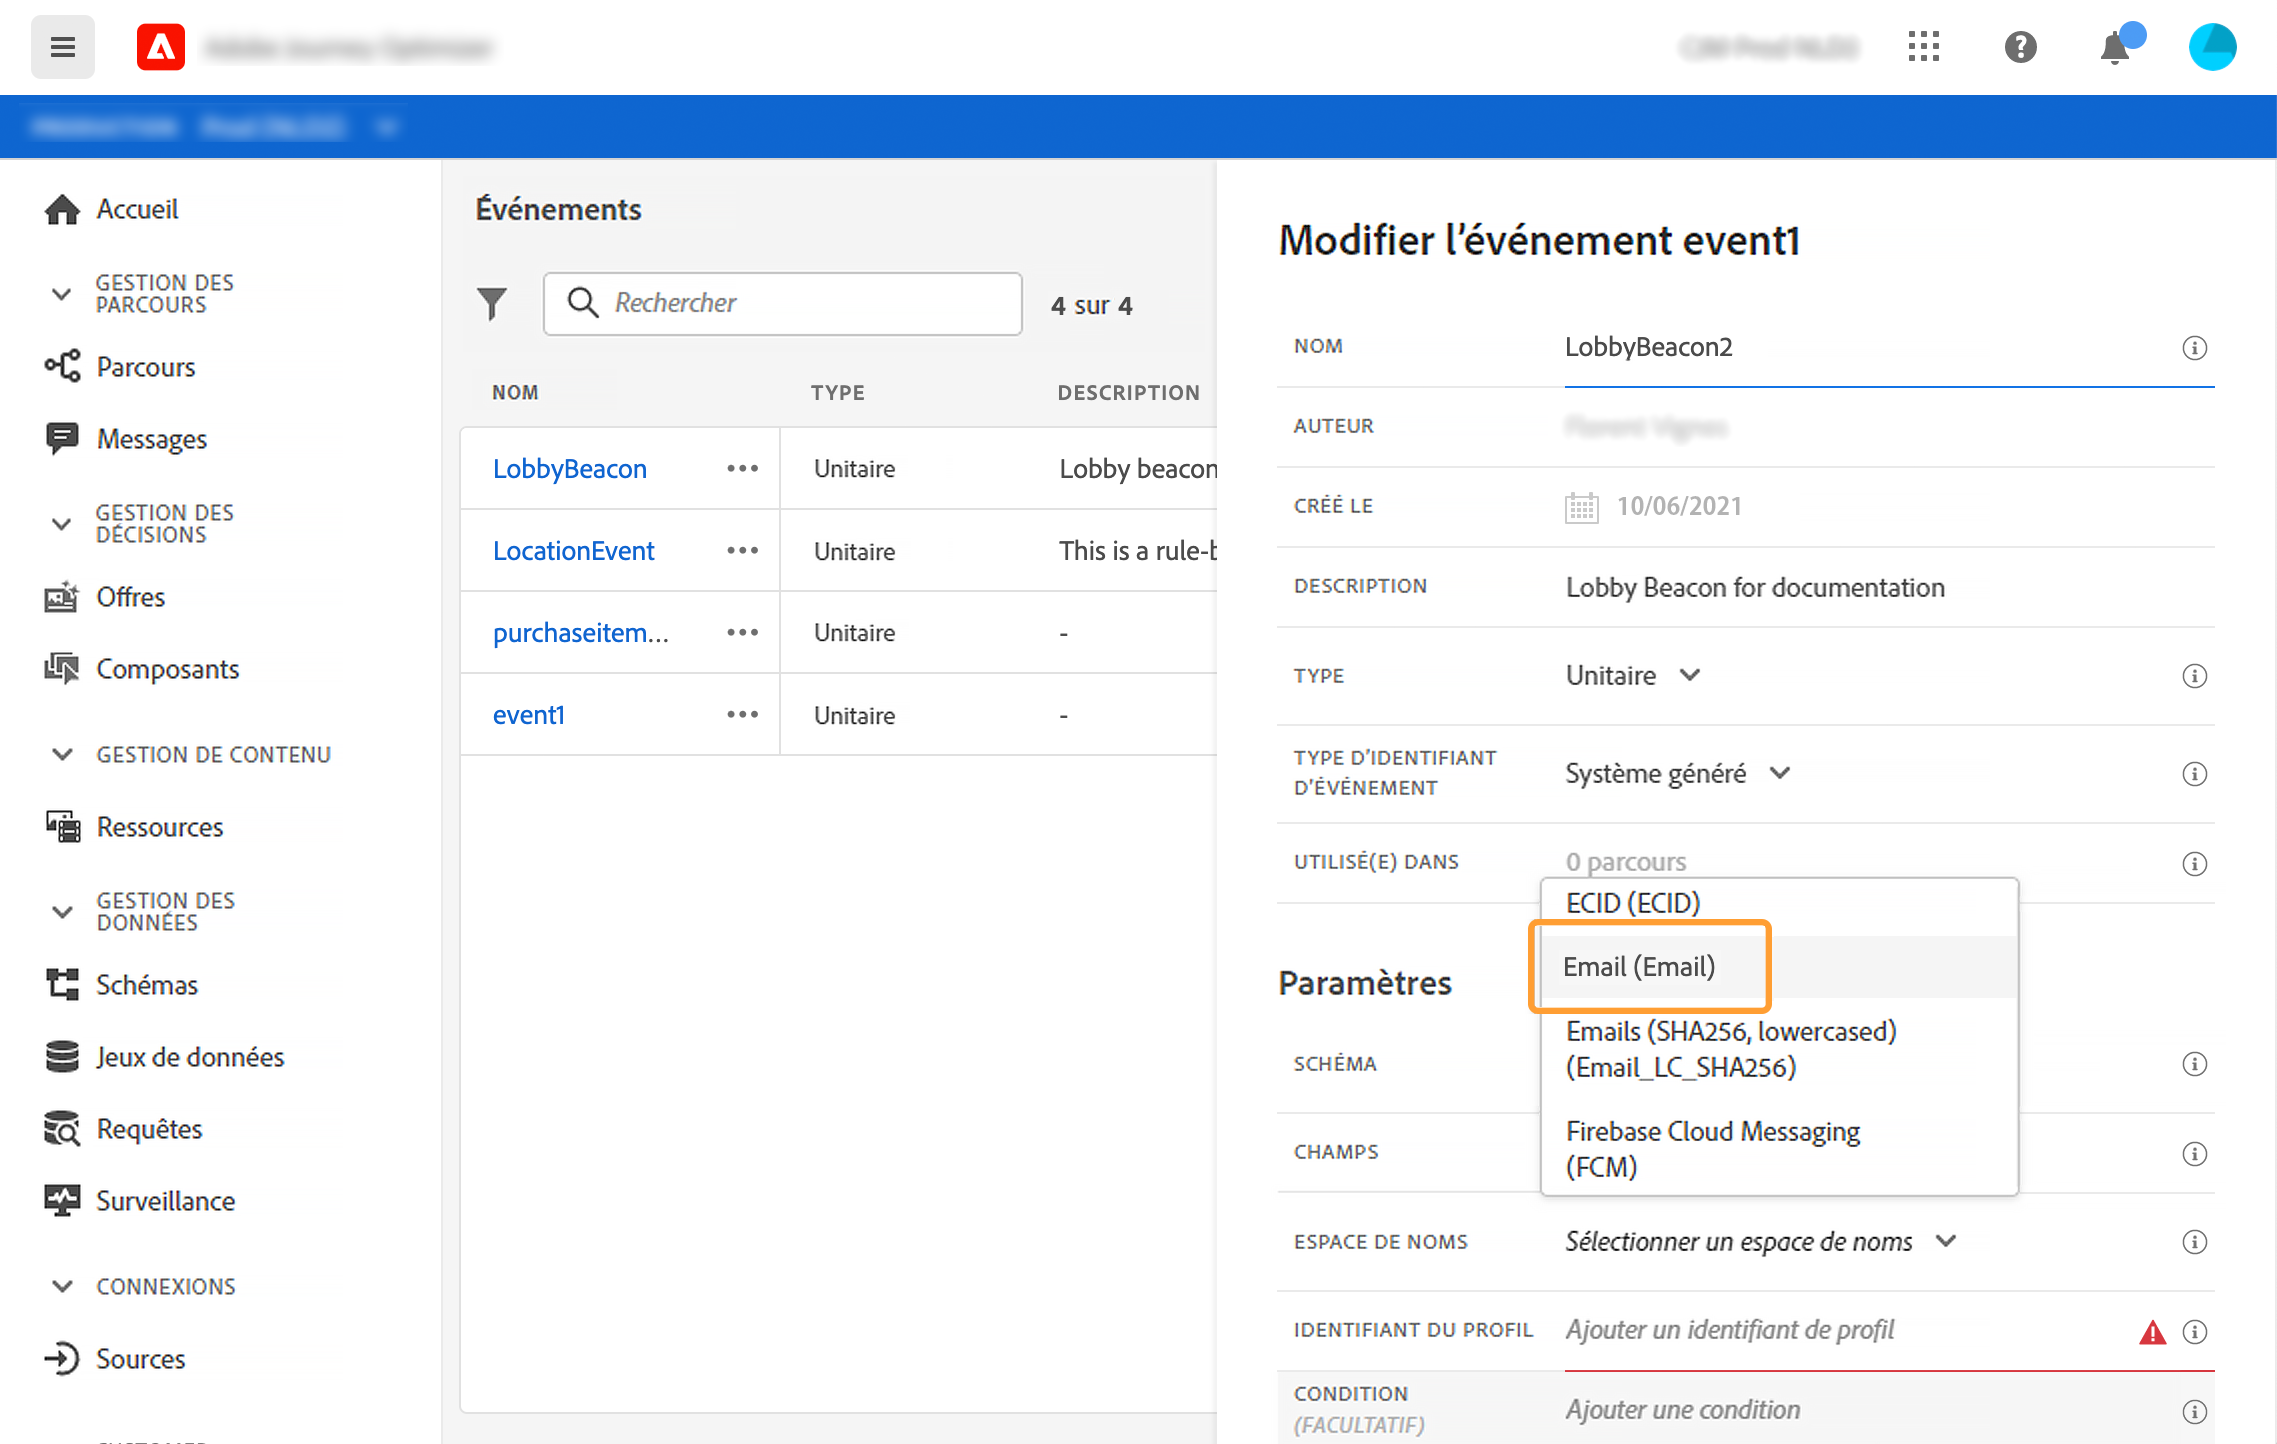 Accueil
GESTION DES
PARCOURS
Parcours
Messages
GESTION DES
DÉCISIONS
Offres
Composants
GESTION DE CONTENU
Ressources
GESTION DES
DONNÉES
Schémas
Jeux de données
Requêtes
Surveillance
CONNEXIONS
Sources
Événements
Rechercher
4 sur 4
NOM TYPE DESCRIPTION
LobbyBeacon ••• Unitaire Lobby beacon
LocationEvent ••• Unitaire This is a rule-b
purchaseitem... ••• Unitaire -
event1 ••• Unitaire -
Modifier l’événement event1
NOM LobbyBeacon2
AUTEUR
CRÉÉ LE 10/06/2021
DESCRIPTION Lobby Beacon for documentation
TYPE Unitaire
TYPE D’IDENTIFIANT
D’ÉVÉNEMENT
Système généré
UTILISÉ(E) DANS 0 parcours
ECID (ECID)
Email (Email)
Emails (SHA256, lowercased)
(Email_LC_SHA256)
Firebase Cloud Messaging
(FCM)
Paramètres
SCHÉMA
CHAMPS
ESPACE DE NOMS Sélectionner un espace de noms
IDENTIFIANT DU PROFIL Ajouter un identifiant de profil
CONDITION
(FACULTATIF)
Ajouter une condition